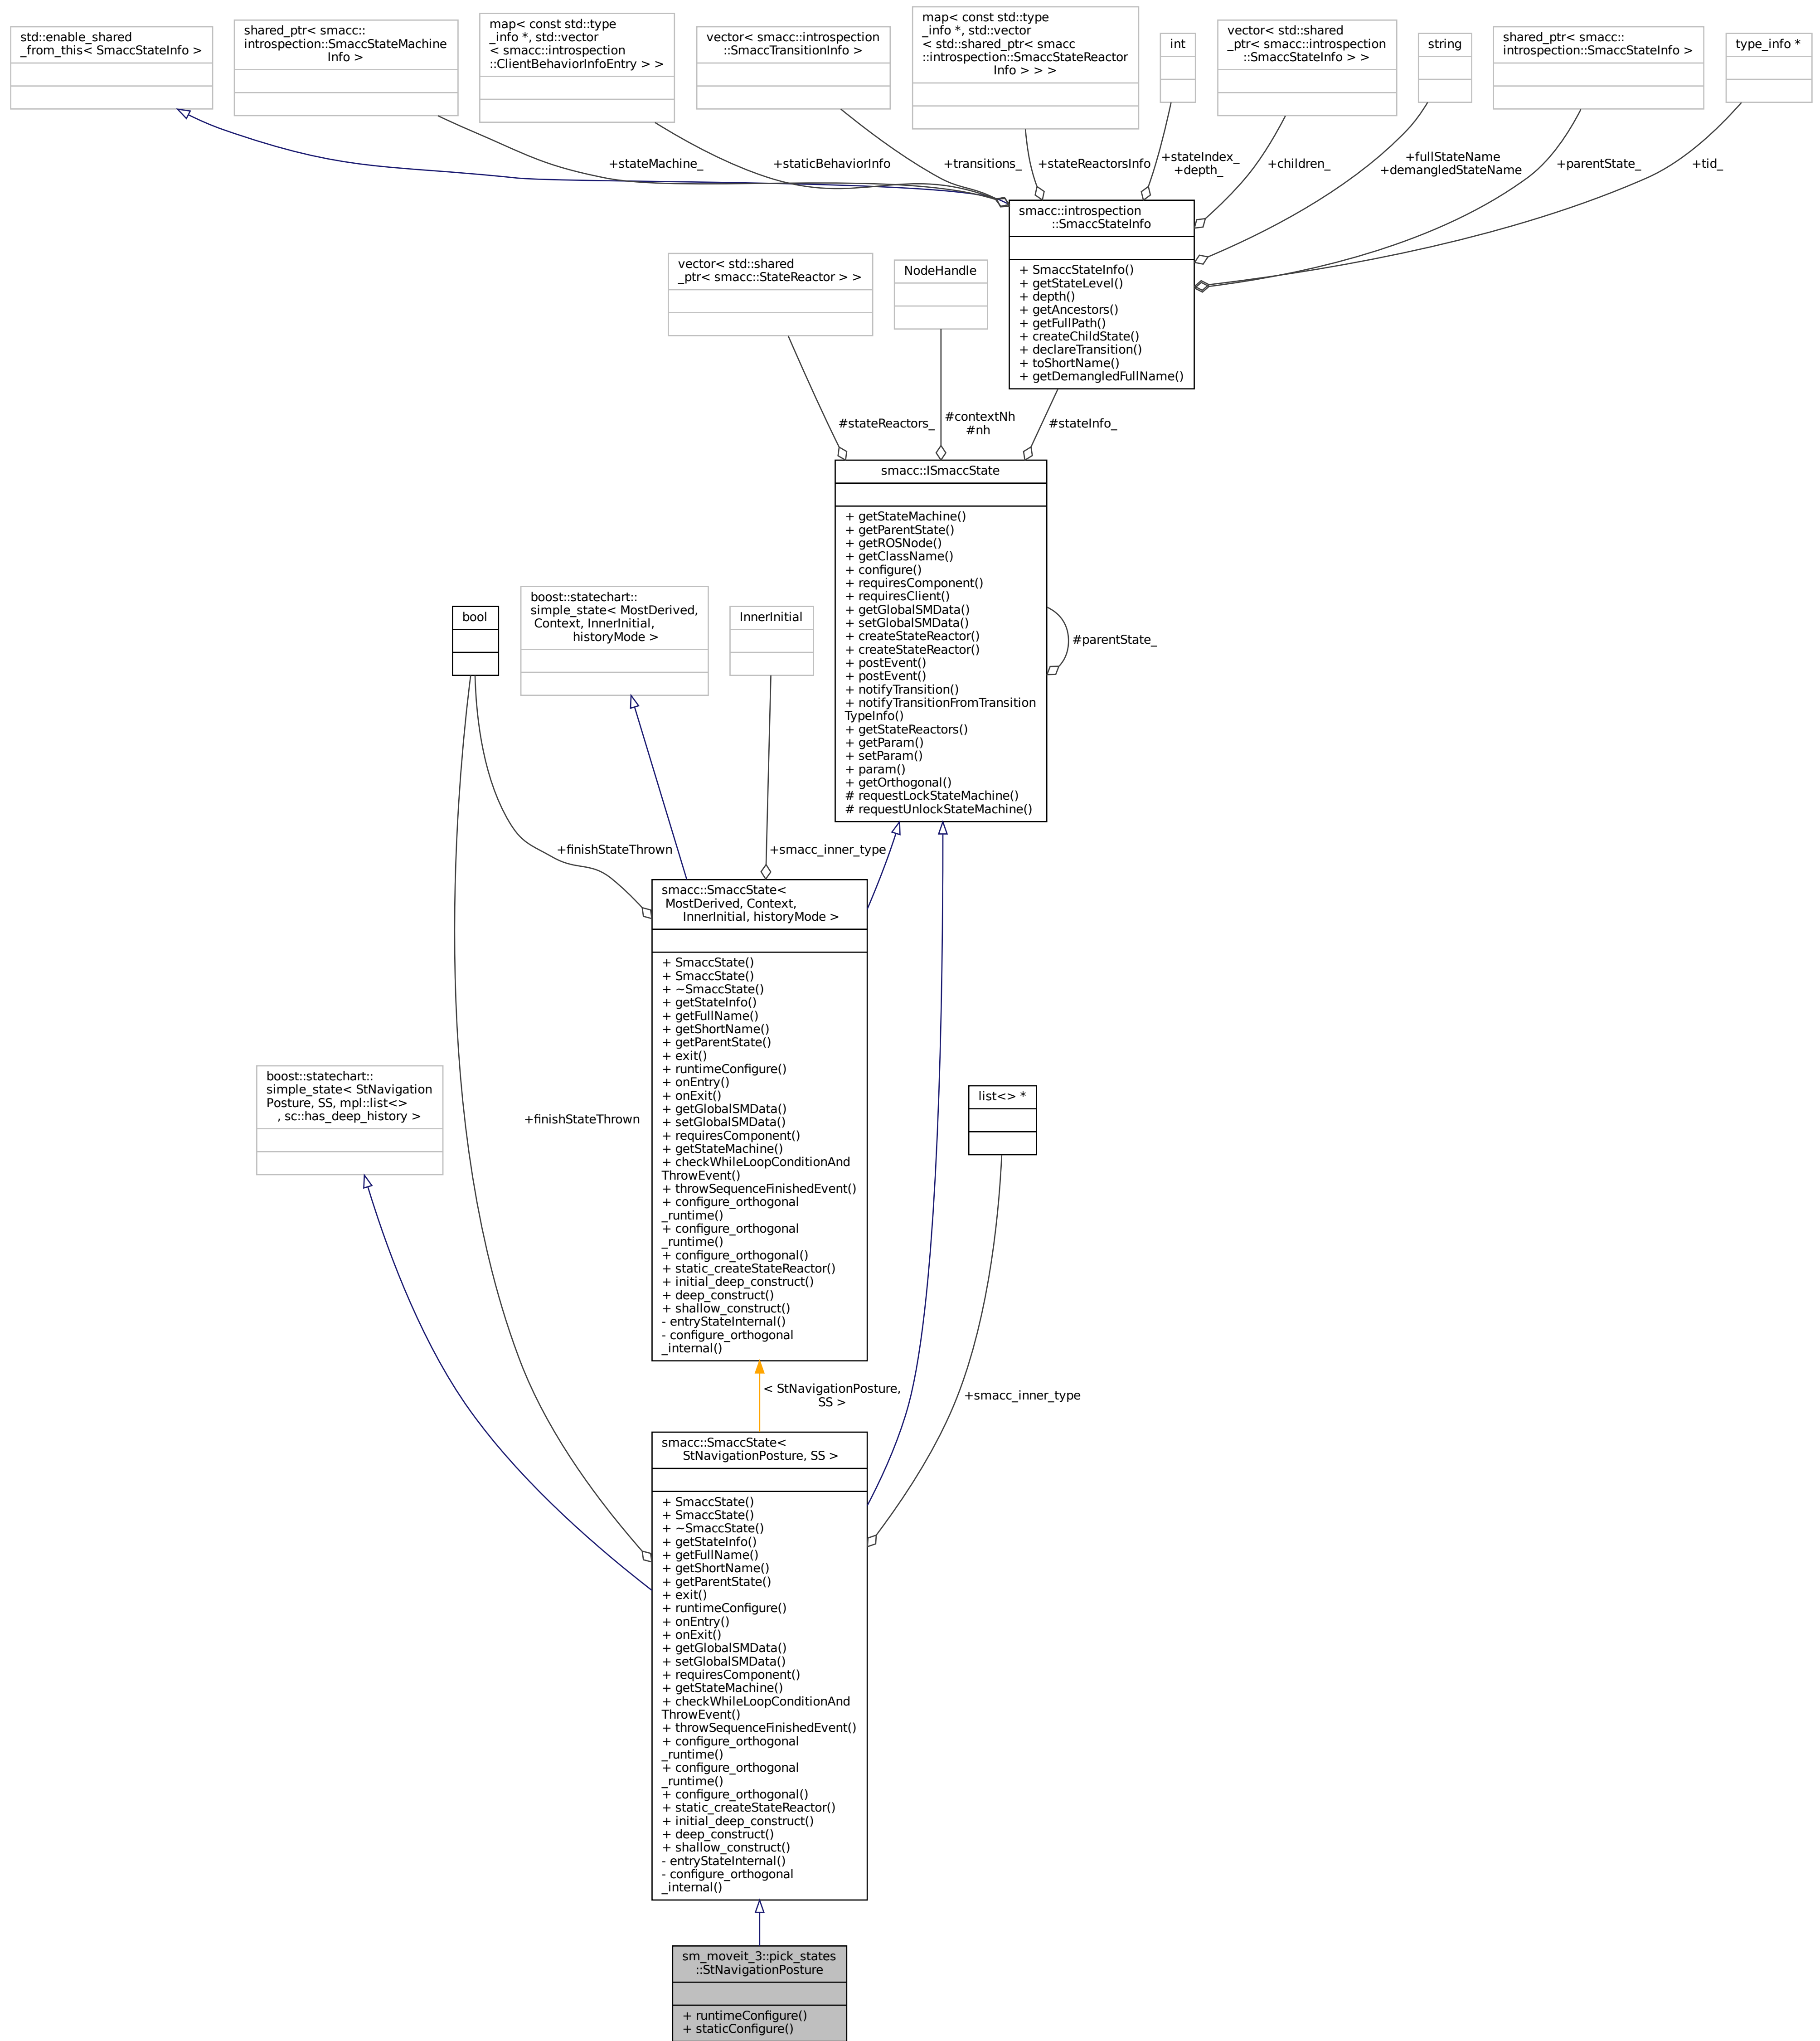 std::enable_shared
_from_this< SmaccStateInfo >
shared_ptr< smacc::
introspection::SmaccStateMachine
Info >
map< const std::type
_info *, std::vector
< smacc::introspection
::ClientBehaviorInfoEntry > >
vector< smacc::introspection
::SmaccTransitionInfo >
map< const std::type
_info *, std::vector
< std::shared_ptr< smacc
::introspection::SmaccStateReactor
Info > > >
int
vector< std::shared
_ptr< smacc::introspection
::SmaccStateInfo > >
string
shared_ptr< smacc::
introspection::SmaccStateInfo >
type_info *
+stateMachine_
+staticBehaviorInfo
+transitions_
+stateReactorsInfo
+stateIndex_
+depth_
+children_
+fullStateName
+demangledStateName
+parentState_
+tid_
smacc::introspection
::SmaccStateInfo
+ SmaccStateInfo()
+ getStateLevel()
+ depth()
+ getAncestors()
+ getFullPath()
+ createChildState()
+ declareTransition()
+ toShortName()
+ getDemangledFullName()
vector< std::shared
_ptr< smacc::StateReactor > >
NodeHandle
#stateReactors_
#contextNh
#nh
#stateInfo_
smacc::ISmaccState
+ getStateMachine()
+ getParentState()
+ getROSNode()
+ getClassName()
+ configure()
+ requiresComponent()
+ requiresClient()
+ getGlobalSMData()
+ setGlobalSMData()
+ createStateReactor()
+ createStateReactor()
+ postEvent()
+ postEvent()
+ notifyTransition()
+ notifyTransitionFromTransition
TypeInfo()
+ getStateReactors()
+ getParam()
+ setParam()
+ param()
+ getOrthogonal()
# requestLockStateMachine()
# requestUnlockStateMachine()
#parentState_
bool
boost::statechart::
simple_state< MostDerived,
Context, InnerInitial,
historyMode >
InnerInitial
+finishStateThrown
+smacc_inner_type
smacc::SmaccState<
MostDerived, Context,
InnerInitial, historyMode >
+ SmaccState()
+ SmaccState()
+ ~SmaccState()
+ getStateInfo()
+ getFullName()
+ getShortName()
+ getParentState()
+ exit()
+ runtimeConfigure()
+ onEntry()
+ onExit()
+ getGlobalSMData()
+ setGlobalSMData()
+ requiresComponent()
+ getStateMachine()
+ checkWhileLoopConditionAnd
ThrowEvent()
+ throwSequenceFinishedEvent()
+ configure_orthogonal
_runtime()
+ configure_orthogonal
_runtime()
+ configure_orthogonal()
+ static_createStateReactor()
+ initial_deep_construct()
+ deep_construct()
+ shallow_construct()
- entryStateInternal()
- configure_orthogonal
_internal()
boost::statechart::
simple_state< StNavigation
Posture, SS, mpl::list<>
, sc::has_deep_history >
+finishStateThrown
list<> *
< StNavigationPosture,
SS >
+smacc_inner_type
smacc::SmaccState<
StNavigationPosture, SS >
+ SmaccState()
+ SmaccState()
+ ~SmaccState()
+ getStateInfo()
+ getFullName()
+ getShortName()
+ getParentState()
+ exit()
+ runtimeConfigure()
+ onEntry()
+ onExit()
+ getGlobalSMData()
+ setGlobalSMData()
+ requiresComponent()
+ getStateMachine()
+ checkWhileLoopConditionAnd
ThrowEvent()
+ throwSequenceFinishedEvent()
+ configure_orthogonal
_runtime()
+ configure_orthogonal
_runtime()
+ configure_orthogonal()
+ static_createStateReactor()
+ initial_deep_construct()
+ deep_construct()
+ shallow_construct()
- entryStateInternal()
- configure_orthogonal
_internal()
sm_moveit_3::pick_states
::StNavigationPosture
+ runtimeConfigure()
+ staticConfigure()